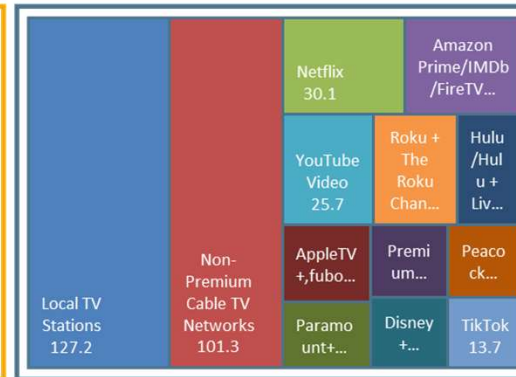 Local TV
Stations
127.2
Non-
Premium
Cable TV
Networks
101.3
Netflix
30.1
Amazon
Prime/IMDb
/FireTV...
YouTube
Video
25.7
Roku +
The
Roku
Chan...
Hulu
/Hul
u +
Liv...
AppleTV
+,fubo...
Premi
um...
Peaco
ck...
Paramo
unt+...
Disney
+...
TikTok
13.7